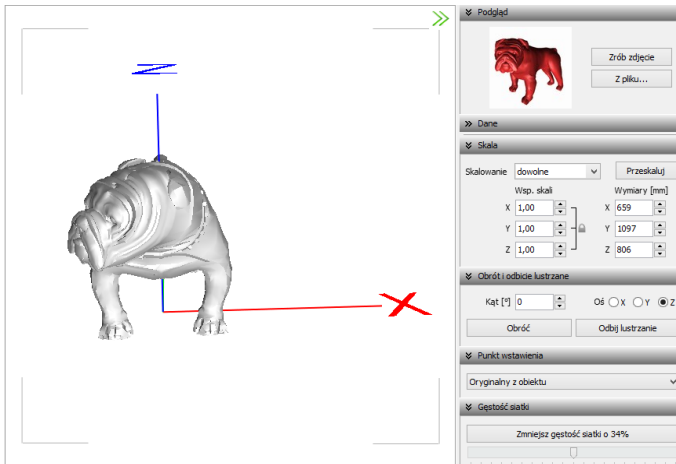 Z
X
Podgląd
Zrób zdjęcie
Z pliku...
Dane
Skala
Skalowanie dowolne Przeskaluj
Wsp. skali Wymiary [mm]
X 1,00 X 659
Y 1,00 Y 1097
Z 1,00 Z 806
Obrót i odbicie lustrzane
Kąt [º] 0 Oś X Y Z
Obróć Odbij lustrzanie
Punkt wstawienia
Oryginalny z obiektu
Gęstość siatki
Zmniejsz gęstość siatki o 34%